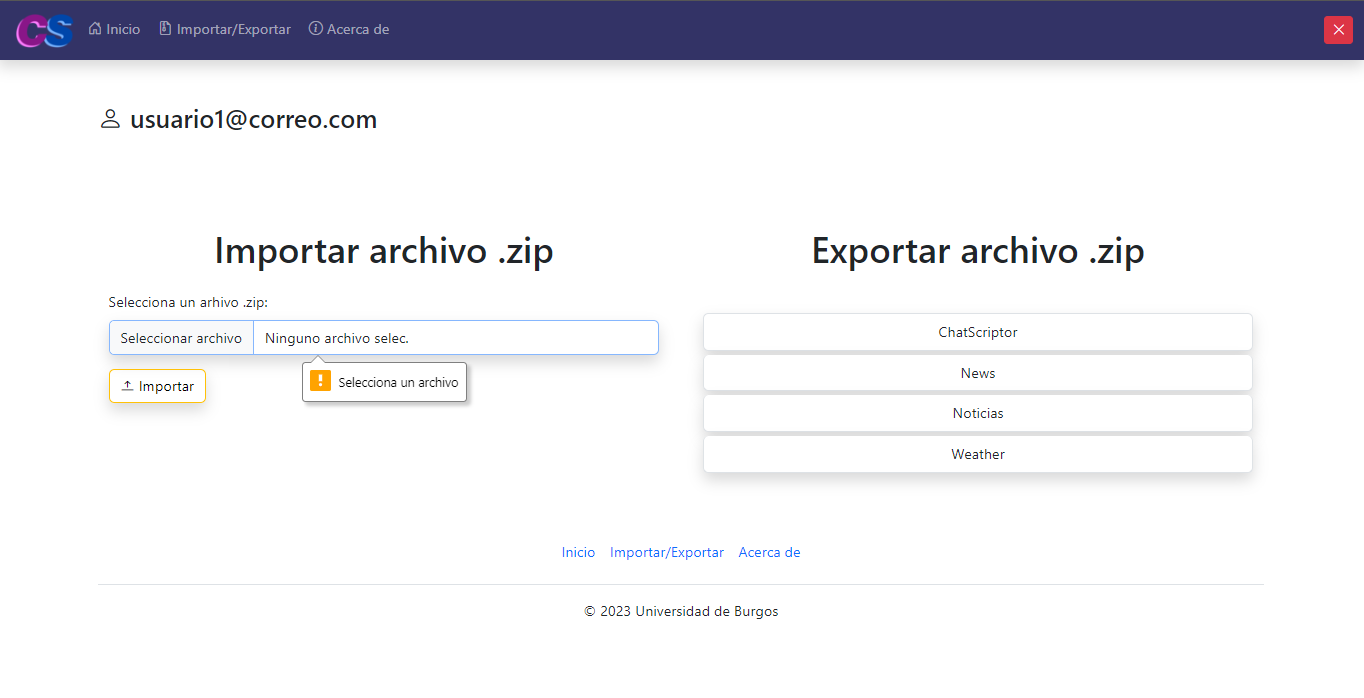 CS Inicio Importar/Exportar Acerca de
usuario1@correo.com
Importar archivo .zip
Selecciona un arhivo .zip:
Seleccionar archivo Ninguno archivo selec.
Selecciona un archivo
Importar
Exportar archivo .zip
ChatScriptor
News
Noticias
Weather
Inicio Importar/Exportar Acerca de
© 2023 Universidad de Burgos